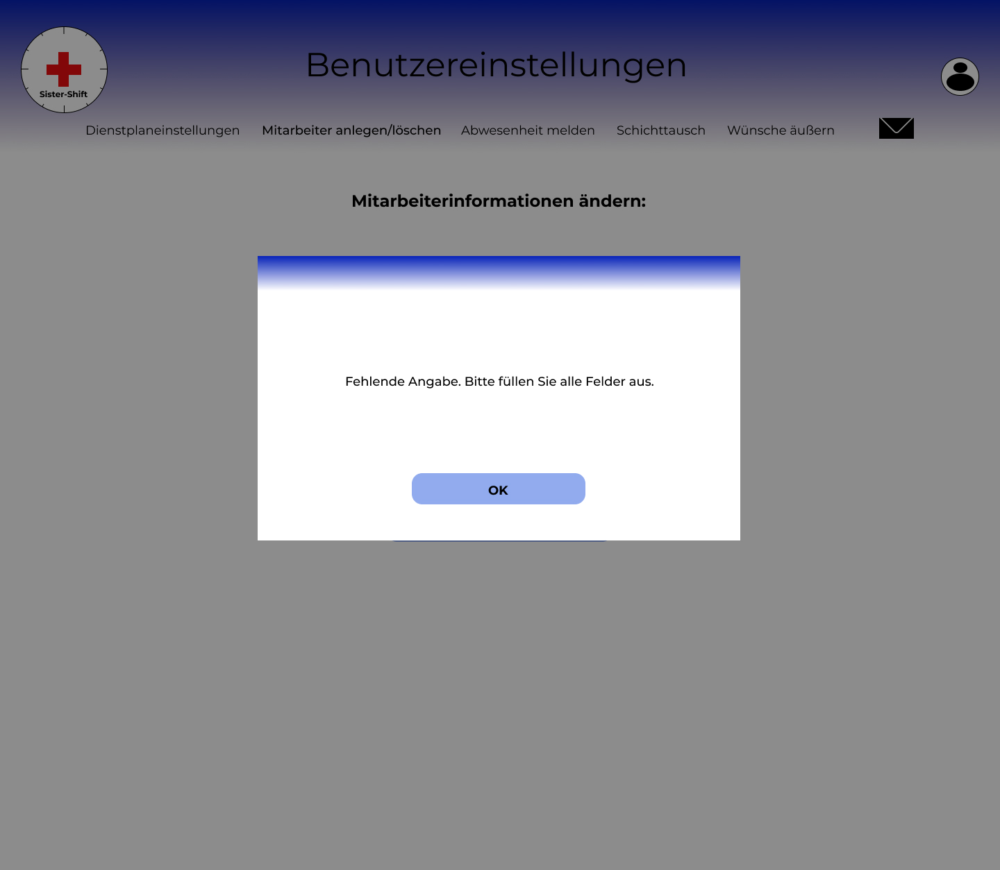 Benutzereinstellungen
Sister-Shift
Dienstplaneinstellungen Mitarbeiter anlegen/löschen Abwesenheit melden Schichttausch Wünsche äußern
Mitarbeiterinformationen ändern:
Fehlende Angabe. Bitte füllen Sie alle Felder aus.
OK